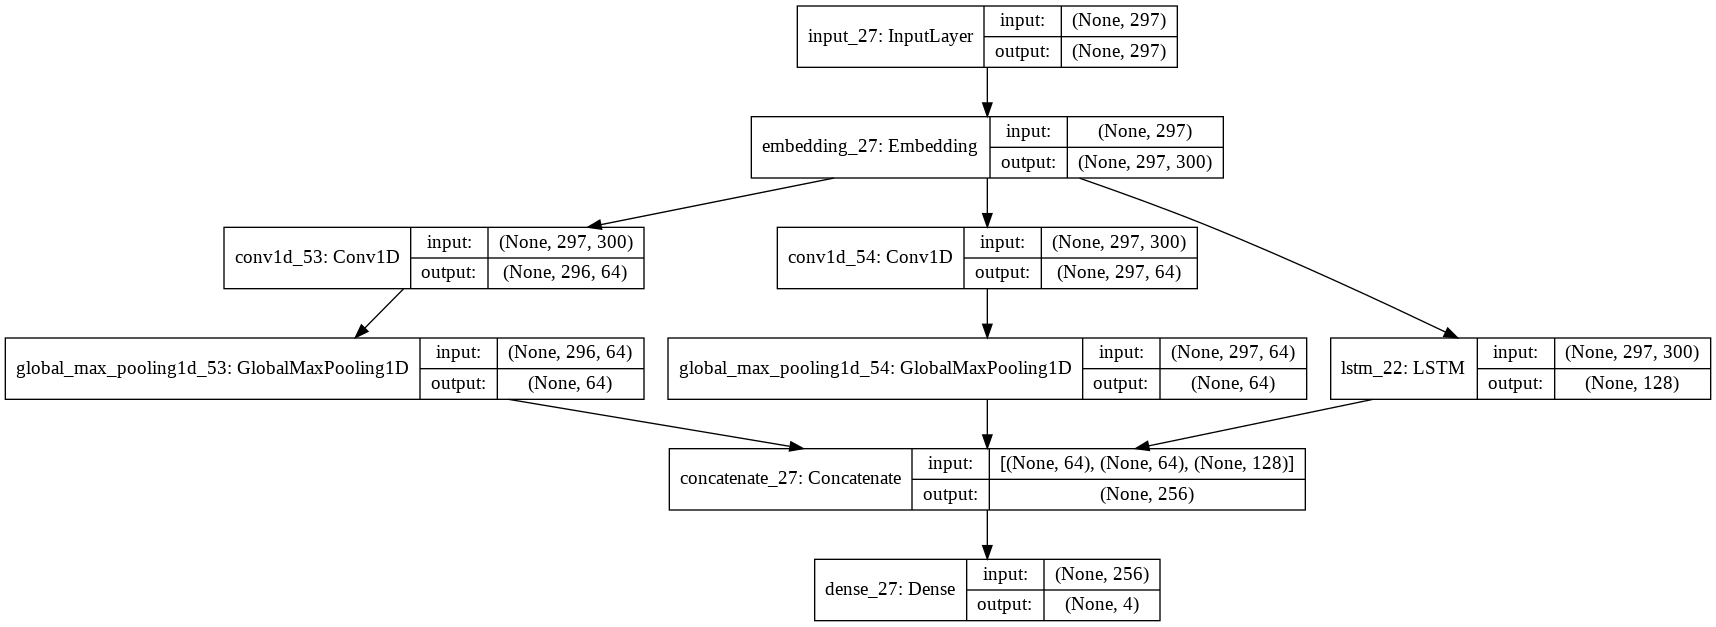 input_27: InputLayer
input: (None, 297)
output: (None, 297)
embedding_27: Embedding
input: (None, 297)
output: (None, 297, 300)
conv1d_53: Conv1D
input: (None, 297, 300)
output: (None, 296, 64)
conv1d_54: Conv1D
input: (None, 297, 300)
output: (None, 297, 64)
global_max_pooling1d_53: GlobalMaxPooling1D
input: (None, 296, 64)
output: (None, 64)
global_max_pooling1d_54: GlobalMaxPooling1D
input: (None, 297, 64)
output: (None, 64)
lstm_22: LSTM
input: (None, 297, 300)
output: (None, 128)
concatenate_27: Concatenate
input: [(None, 64), (None, 64), (None, 128)]
output: (None, 256)
dense_27: Dense
input: (None, 256)
output: (None, 4)